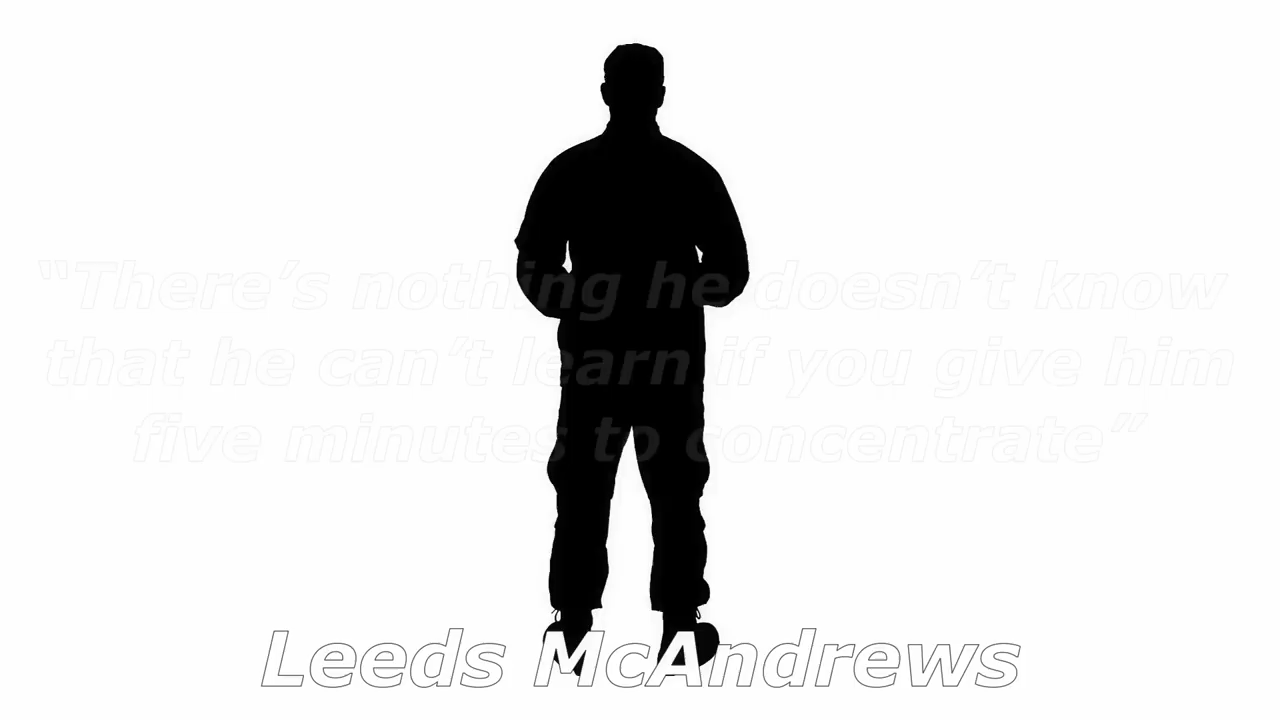 “There’s nothing he doesn’t know
that he can’t learn if you give him
five minutes to concentrate”
Leeds McAndrews